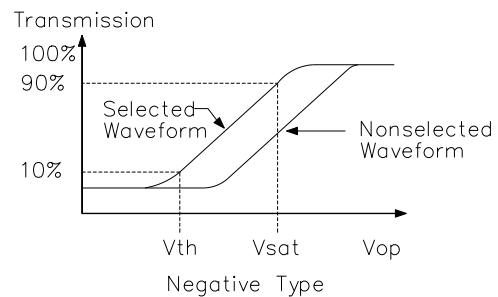 Transmission
100%
90%
Selected
Waveform
Nonselected
Waveform
10%
Vth
Vsat
Vop
Negative Type